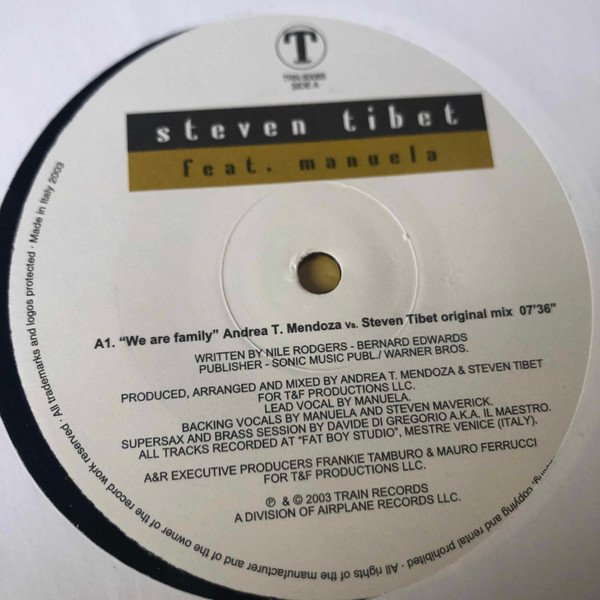 T
SIDE A
steven tibet
feat. manuela
A1. "We are family" Andrea T. Mendoza Vs. Steven Tibet original mix 07'36"
WRITTEN BY NILE RODGERS - BERNARD EDWARDS
PUBLISHER - SONIC MUSIC PUBL./ WARNER BROS.
PRODUCED, ARRANGED AND MIXED BY ANDREA T. MENDOZA & STEVEN TIBET
FOR T&F PRODUCTIONS LLC.
LEAD VOCAL BY MANUELA.
BACKING VOCALS BY MANUELA AND STEVEN MAVERICK.
SUPERSAX AND BRASS SESSION BY DAVIDE DI GREGORIO A.K.A. IL MAESTRO.
ALL TRACKS RECORDED AT "FAT BOY STUDIO", MESTRE VENICE (ITALY).
A&R EXECUTIVE PRODUCERS FRANKIE TAMBURO & MAURO FERRUCCI
FOR T&F PRODUCTIONS LLC.
℗ & © 2003 TRAIN RECORDS
A DIVISION OF AIRPLANE RECORDS LLC.
copying and rental prohibited · All rights of the manufacturer and of the owner of the record work reserved · All trademarks and logos protected · Made in Italy 2003